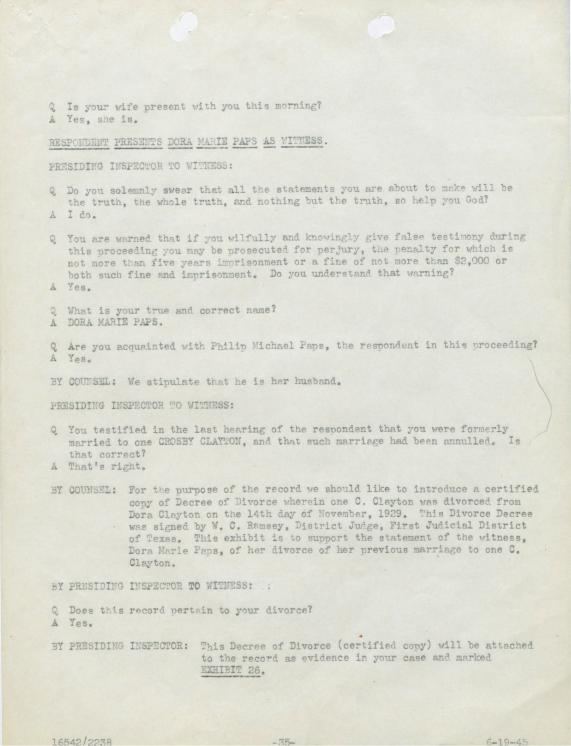 Q Is your wife present with you this morning?
A Yes, she is.
RESPONDENT PRESENTS DORA MARIE PAPS AS WITNESS.
PRESIDING INSPECTOR TO WITNESS:
Q Do you solemnly swear that all the statements you are about to make will be
the truth, the whole truth, and nothing but the truth, so help you God?
A I do.
Q You are warned that if you wilfully and knowingly give false testimony during
this proceeding you may be prosecuted for perjury, the penalty for which is
not more than five years imprisonment or a fine of not more than $2,000 or
both such fine and imprisonment. Do you understand that warning?
A Yes.
Q What is your true and correct name?
A DORA MARIE PAPS.
Q Are you acquainted with Philip Michael Paps, the respondent in this proceeding?
A Yes.
BY COUNSEL: We stipulate that he is her husband.
PRESIDING INSPECTOR TO WITNESS:
Q You testified in the last hearing of the respondent that you were formerly
married to one CROSBY CLAYTON, and that such marriage had been annulled. Is
that correct?
A That's right.
BY COUNSEL: For the purpose of the record we should like to introduce a certified
copy of Decree of Divorce wherein one C. Clayton was divorced from
Dora Clayton on the 14th day of November, 1929. This Divorce Decree
was signed by W. C. Ramsey, District Judge, First Judicial District
of Texas. This exhibit is to support the statement of the witness,
Dora Marie Paps, of her divorce of her previous marriage to one C.
Clayton.
BY PRESIDING INSPECTOR TO WITNESS:
Q Does this record pertain to your divorce?
A Yes.
BY PRESIDING INSPECTOR: This Decree of Divorce (certified copy) will be attached
to the record as evidence in your case and marked
EXHIBIT 26.
16542/2238 -35- 6-19-45